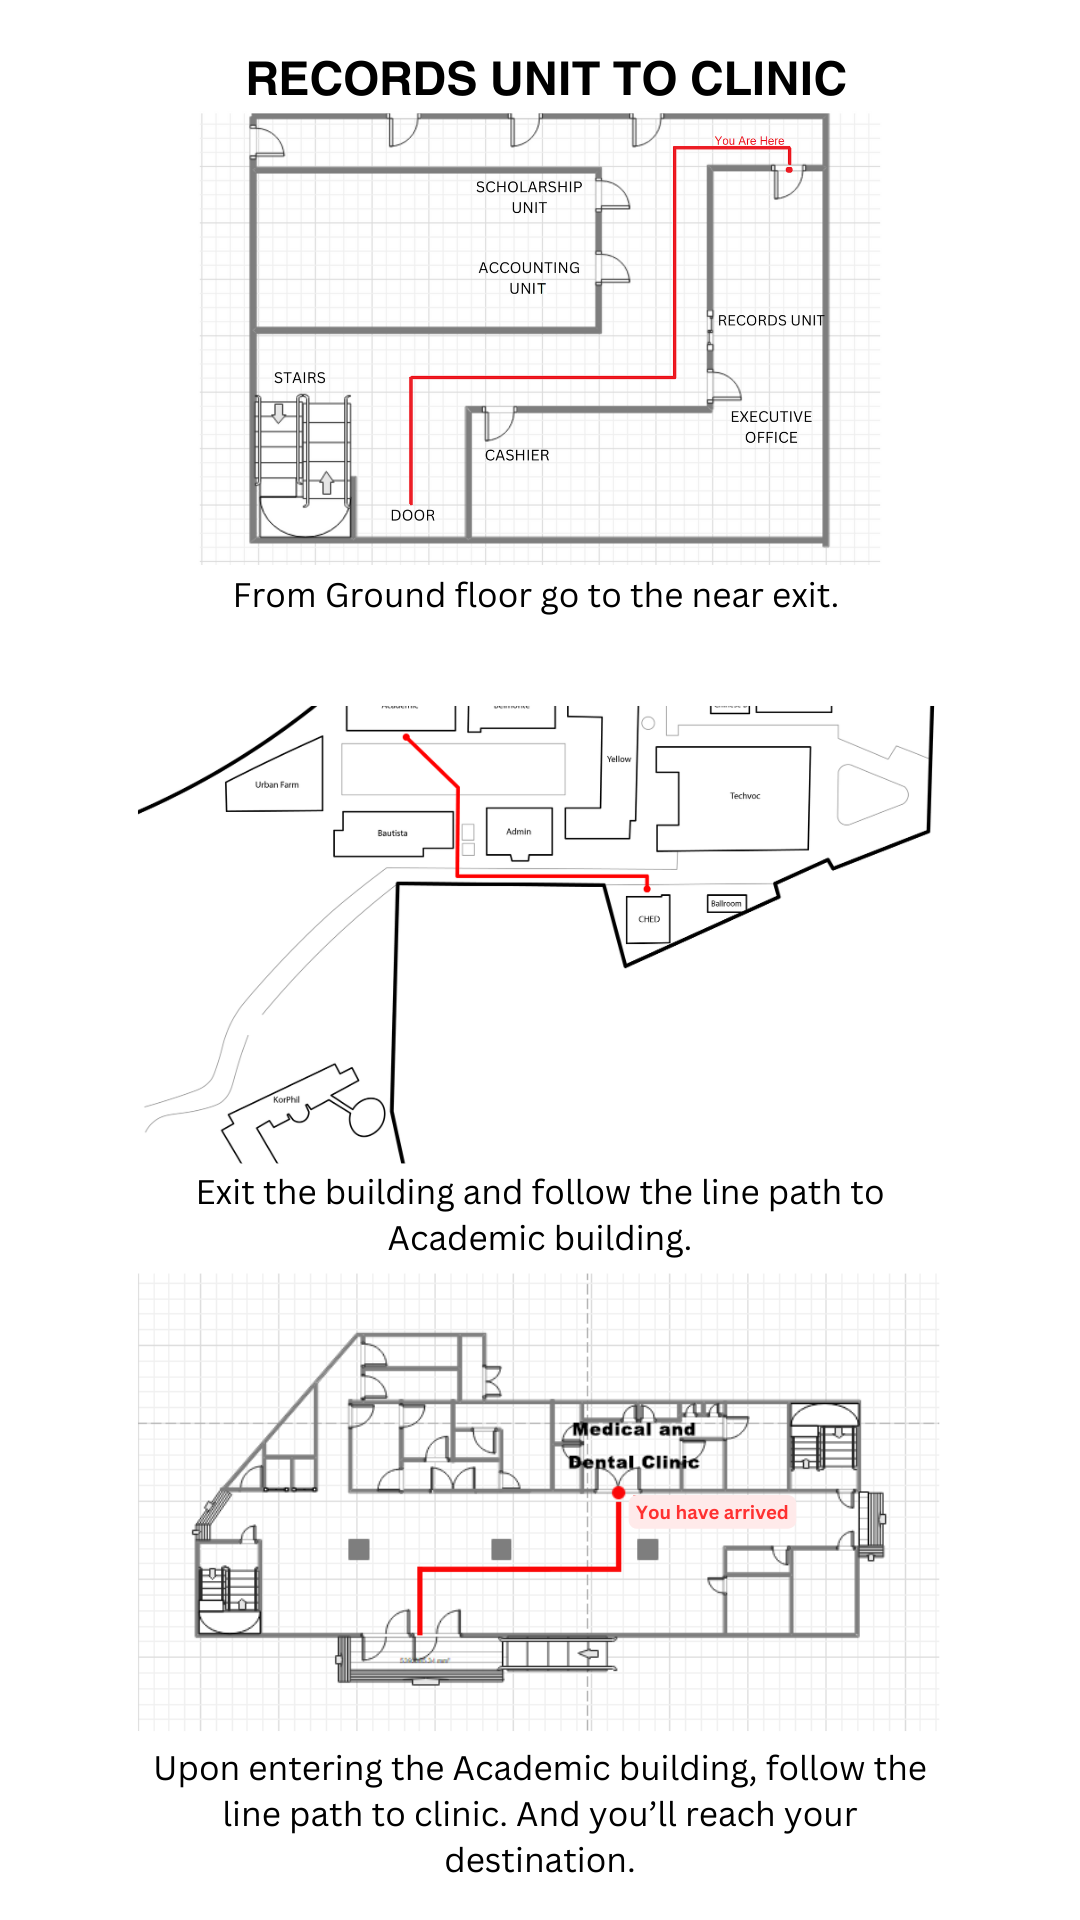 RECORDS UNIT TO CLINIC
You Are Here
SCHOLARSHIP
UNIT
ACCOUNTING
UNIT
RECORDS UNIT
STAIRS
EXECUTIVE
OFFICE
CASHIER
DOOR
From Ground floor go to the near exit.
Academic
Belmonte
Yellow
Urban Farm
Techvoc
Bautista
Admin
CHED
Ballroom
KorPhil
Exit the building and follow the line path to
Academic building.
Medical and
Dental Clinic
You have arrived
Upon entering the Academic building, follow the
line path to clinic. And you’ll reach your
destination.